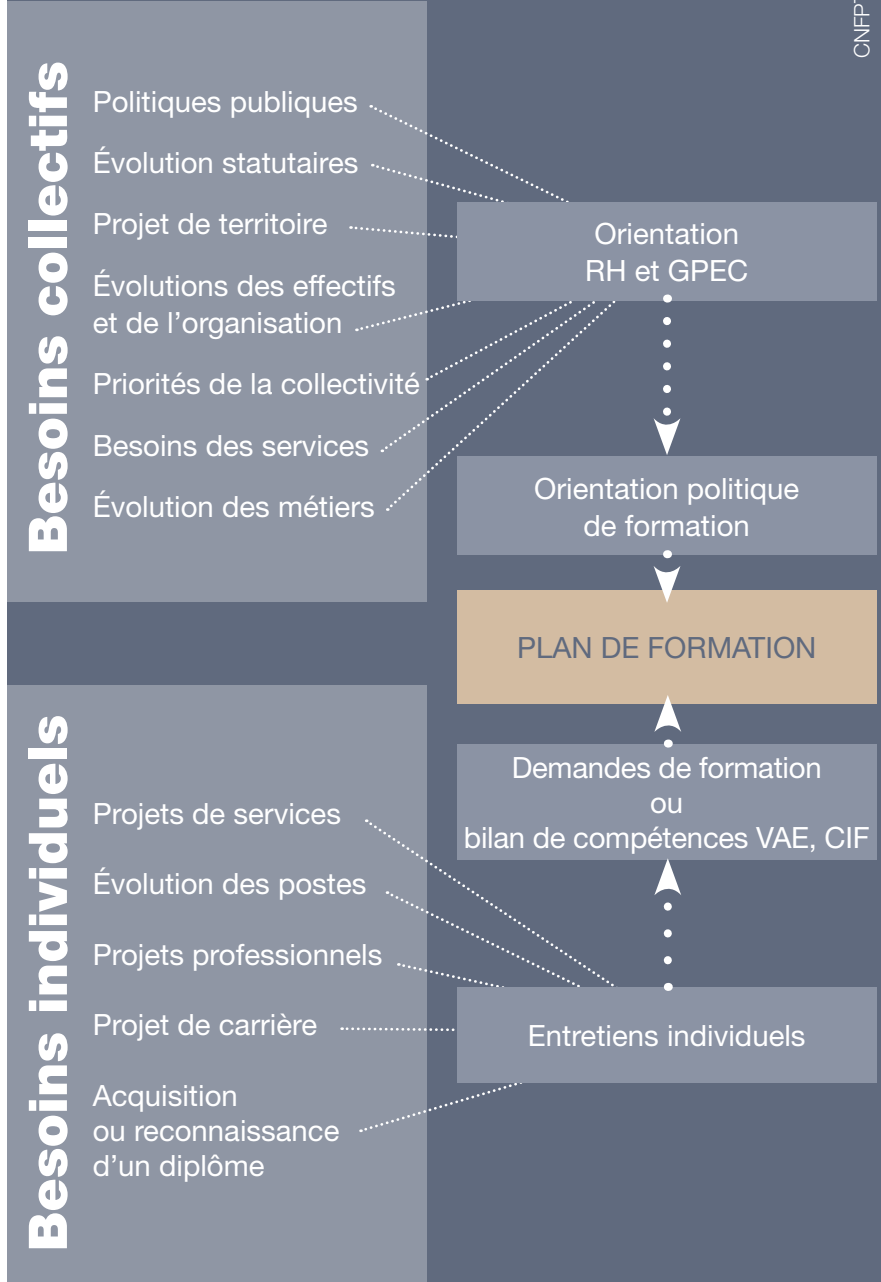 Besoins collectifs
Politiques publiques
Évolution statutaires
Projet de territoire
Évolutions des effectifs
et de l'organisation
Priorités de la collectivité
Besoins des services
Évolution des métiers
Orientation
RH et GPEC
Orientation politique
de formation
PLAN DE FORMATION
Besoins individuels
Projets de services
Évolution des postes
Projets professionnels
Projet de carrière
Acquisition
ou reconnaissance
d'un diplôme
Demandes de formation
ou
bilan de compétences VAE, CIF
Entretiens individuels
CNFPT